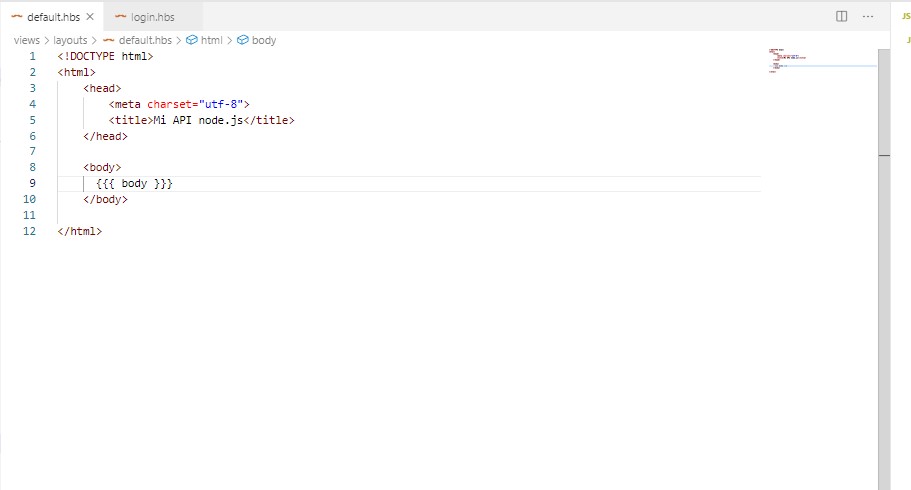 default.hbs × login.hbs ... JS
views > layouts > default.hbs > html > body J
1 <!DOCTYPE html>
2 <html>
3 <head>
4 <meta charset="utf-8">
5 <title>Mi API node.js</title>
6 </head>
7
8 <body>
9 {{{ body }}}
10 </body>
11
12 </html>